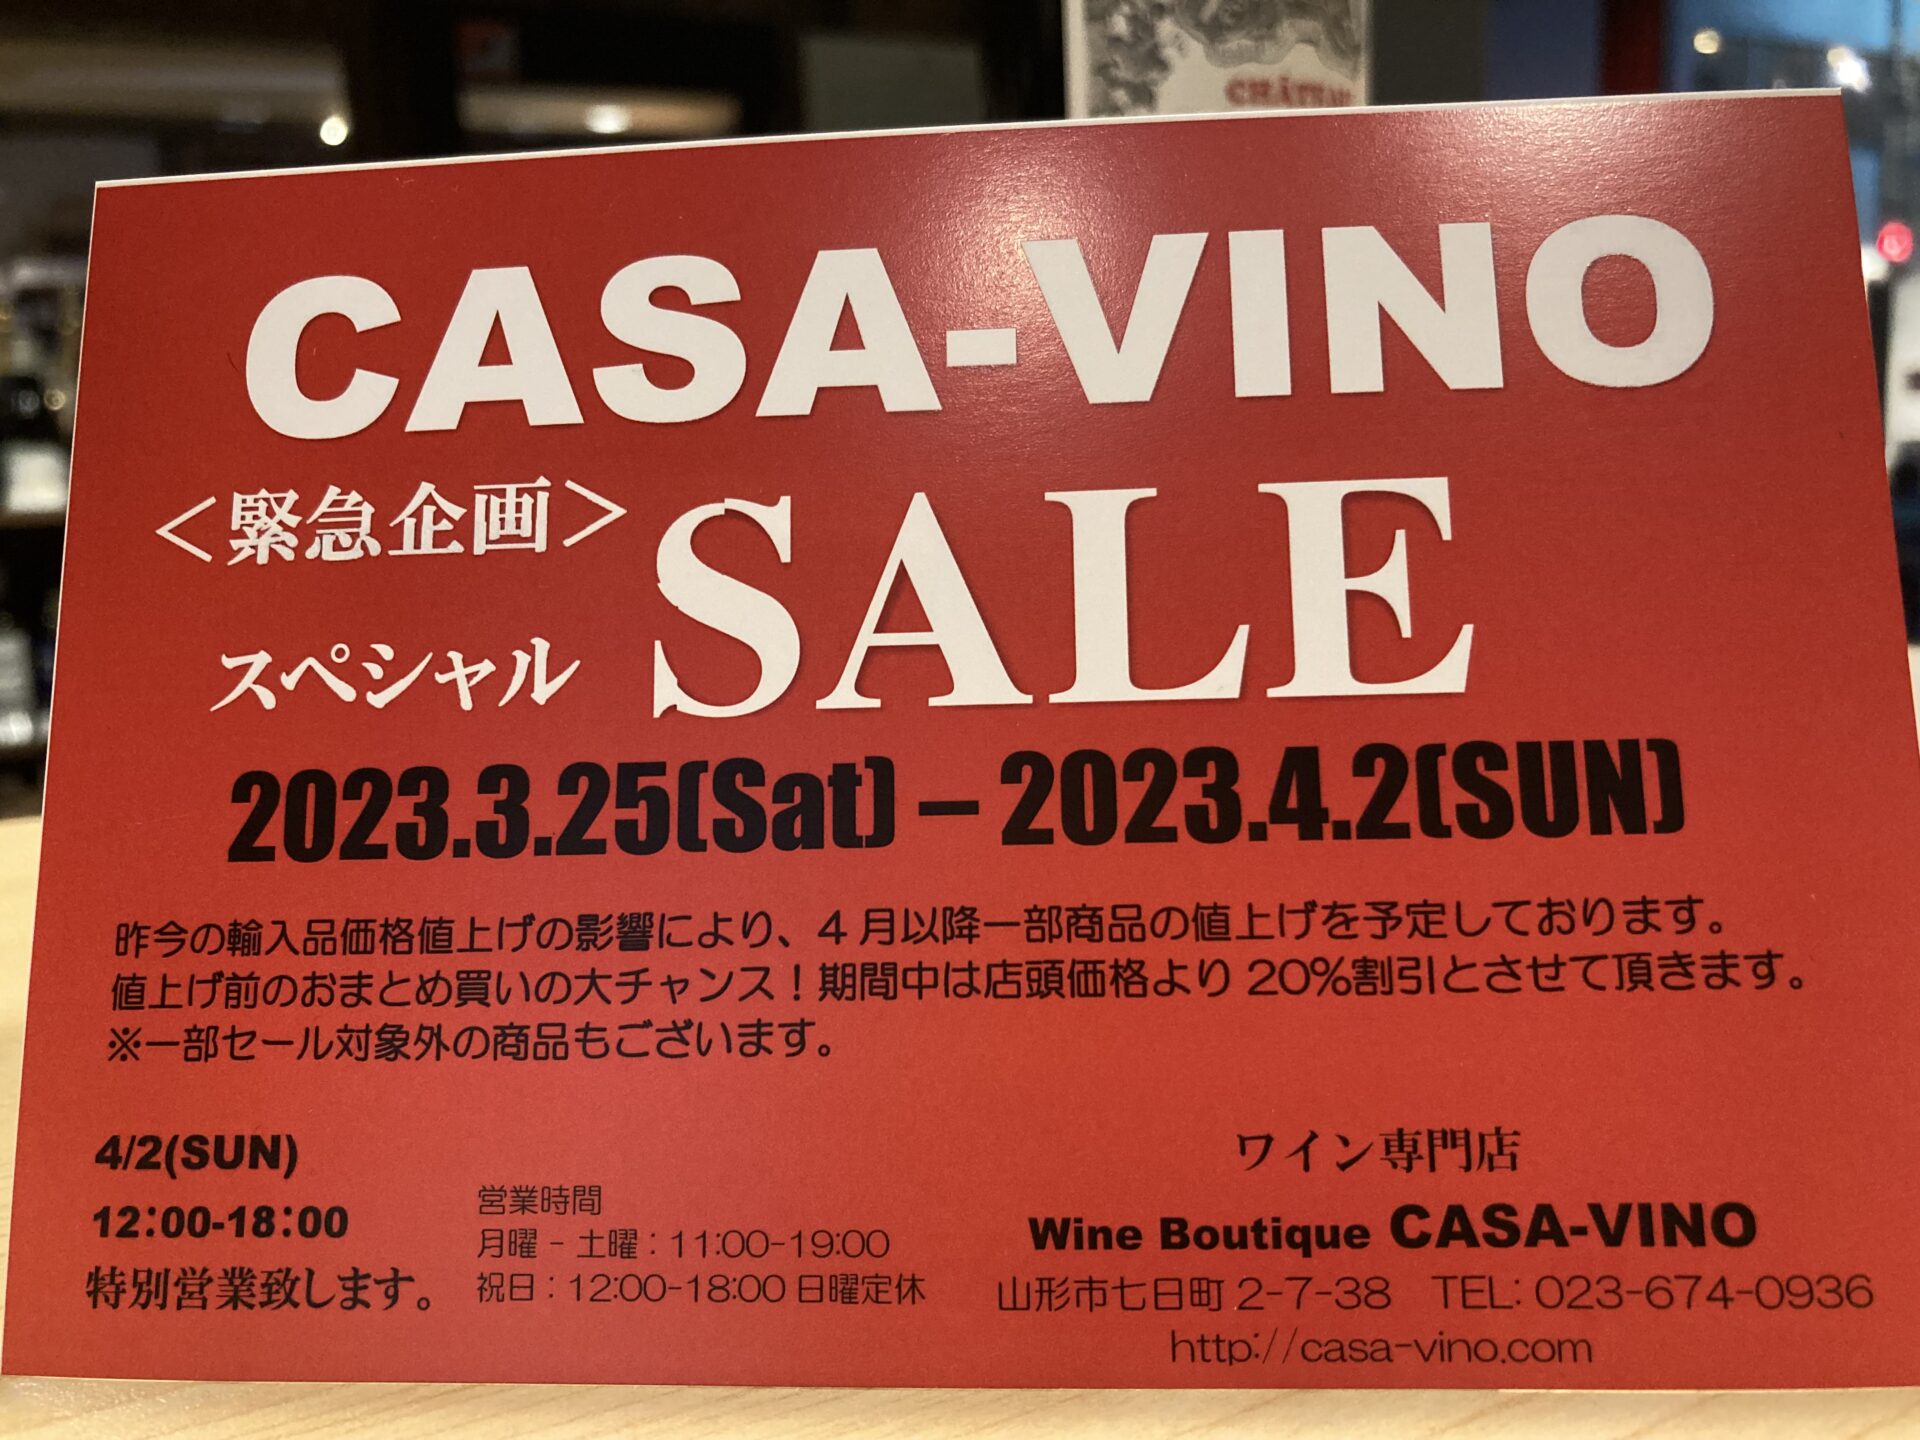 CHÂTEAU
CASA-VINO
＜緊急企画＞
スペシャル SALE
2023.3.25(Sat) – 2023.4.2(SUN)
昨今の輸入品価格値上げの影響により、4月以降一部商品の値上げを予定しております。
値上げ前のおまとめ買いの大チャンス！期間中は店頭価格より20%割引とさせて頂きます。
※一部セール対象外の商品もございます。
4/2(SUN)
12：00-18：00
特別営業致します。
営業時間
月曜 - 土曜：11:00-19:00
祝日：12:00-18:00 日曜定休
ワイン専門店
Wine Boutique CASA-VINO
山形市七日町 2-7-38 TEL: 023-674-0936
http://casa-vino.com